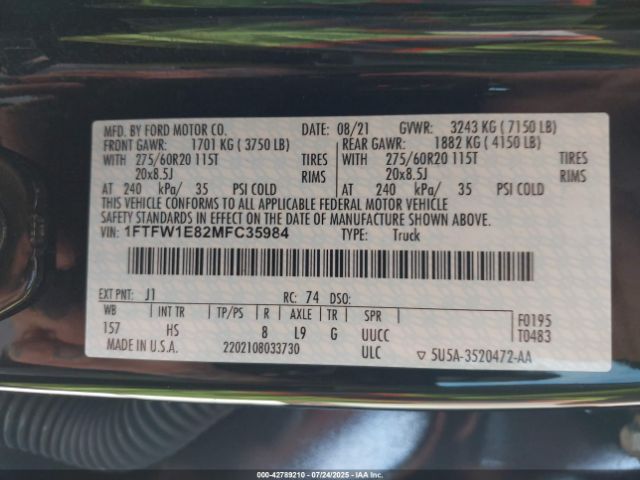 MFD. BY FORD MOTOR CO. DATE: 08/21 GVWR: 3243 KG ( 7150 LB)
FRONT GAWR: 1701 KG ( 3750 LB) REAR GAWR: 1882 KG ( 4150 LB)
WITH 275/60R20 115T TIRES WITH 275/60R20 115T TIRES
20x8.5J RIMS 20x8.5J RIMS
AT 240 kPa/ 35 PSI COLD AT 240 kPa/ 35 PSI COLD
THIS VEHICLE CONFORMS TO ALL APPLICABLE FEDERAL MOTOR VEHICLE
SAFETY STANDARDS IN EFFECT ON THE DATE OF MANUFACTURE SHOWN ABOVE.
VIN: 1FTFW1E82MFC35984 TYPE: Truck
EXT PNT: J1 RC: 74 DSO:
WB INT TR TP/PS R AXLE TR SPR F0195
157 HS 8 L9 G UUCC T0483
MADE IN U.S.A. 2202108033730 ULC ▽ 5U5A-3520472-AA
000-42789210 | 07/24/2025 | IAA Inc.